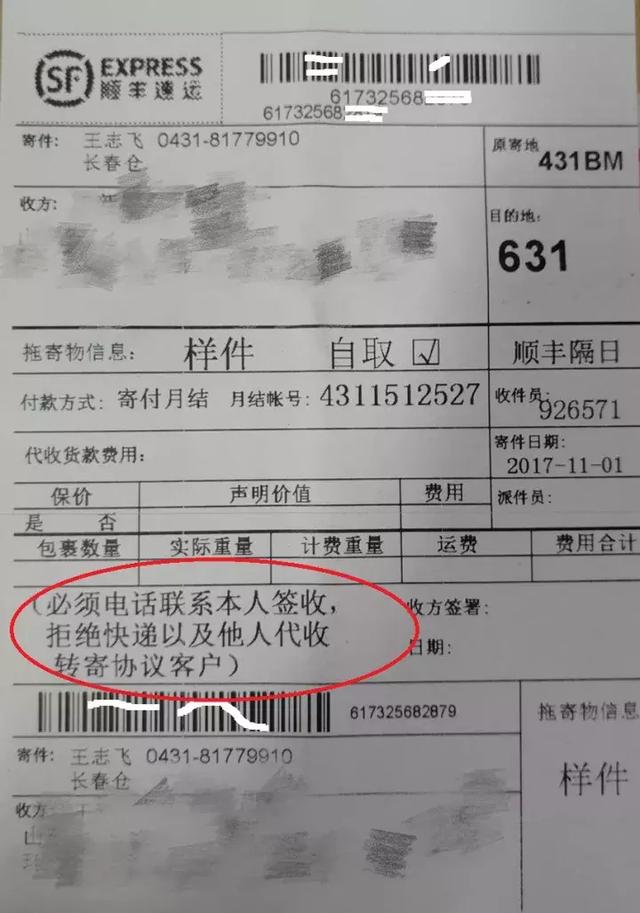 SF EXPRESS
顺丰速运
617325682
617325682
寄件: 王志飞 0431-81779910
长春仓
原寄地
431BM
收方:
目的地:
631
拖寄物信息: 样件 自取 ☑
顺丰隔日
付款方式: 寄付月结 月结帐号: 4311512527
收件员:
926571
代收货款费用:
寄件日期:
2017-11-01
保价 声明价值 费用
派件员:
是 否
包裹数量 实际重量 计费重量 运费 费用合计
(必须电话联系本人签收,
拒绝快递以及他人代收
转寄协议客户)
收方签署:
日期:
617325682879
拖寄物信息
样件
寄件: 王志飞 0431-81779910
长春仓
收方
山